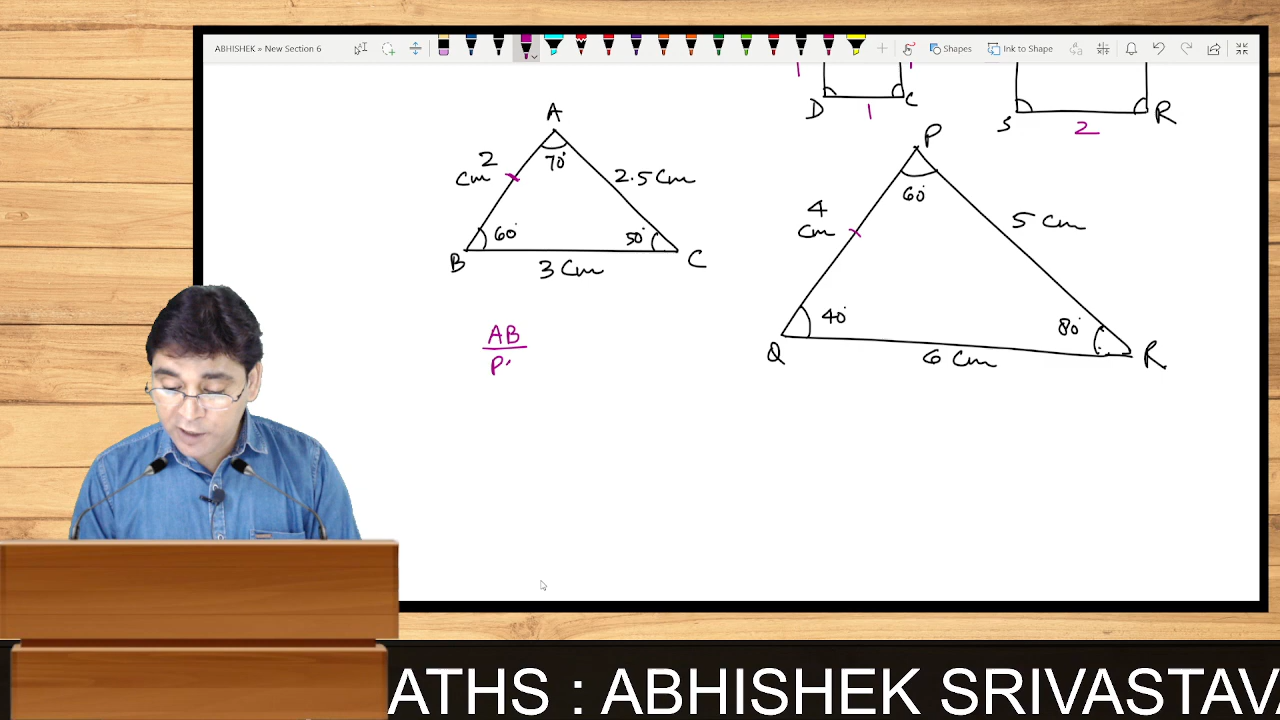 ABHISHEK » New Section 6
Shapes
Ink to Shape
D
1
C
S
2
R
1
A
70°
2
cm
2.5 Cm
60°
50°
B
3 Cm
C
P
60°
4
cm
5 cm
40°
80°
Q
6 Cm
R
AB
P
ATHS : ABHISHEK SRIVASTAV